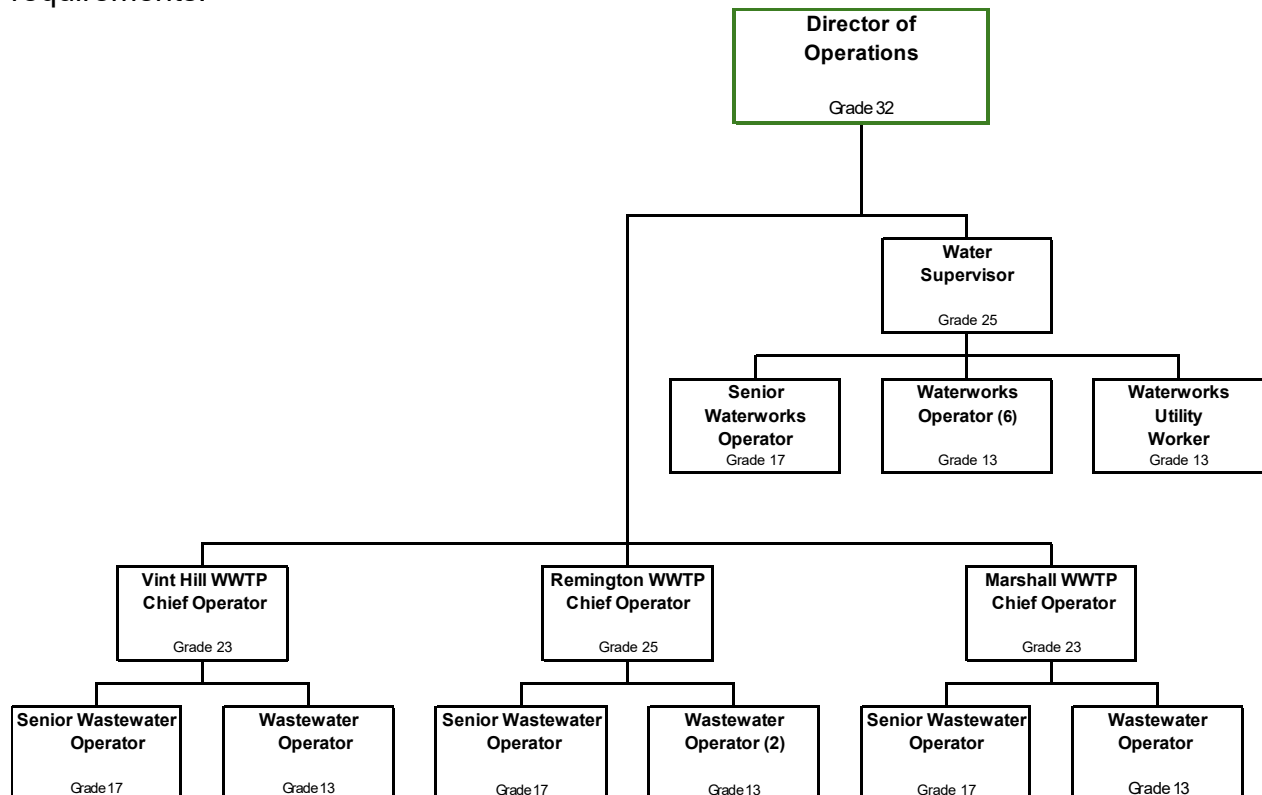 requirements.
Director of
Operations
Grade 32
Water
Supervisor
Grade 25
Senior
Waterworks
Operator
Grade 17
Waterworks
Operator (6)
Grade 13
Waterworks
Utility
Worker
Grade 13
Vint Hill WWTP
Chief Operator
Grade 23
Remington WWTP
Chief Operator
Grade 25
Marshall WWTP
Chief Operator
Grade 23
Senior Wastewater
Operator
Grade 17
Wastewater
Operator
Grade 13
Senior Wastewater
Operator
Grade 17
Wastewater
Operator (2)
Grade 13
Senior Wastewater
Operator
Grade 17
Wastewater
Operator
Grade 13